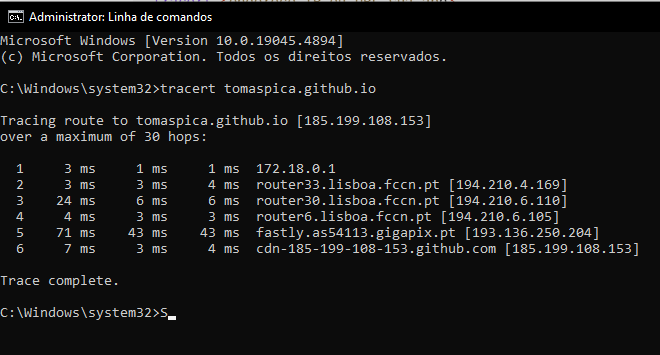 Administrator: Linha de comandos
Microsoft Windows [Version 10.0.19045.4894]
(c) Microsoft Corporation. Todos os direitos reservados.
C:\Windows\system32>tracert tomaspica.github.io
Tracing route to tomaspica.github.io [185.199.108.153]
over a maximum of 30 hops:
1 3 ms 1 ms 1 ms 172.18.0.1
2 3 ms 3 ms 4 ms router33.lisboa.fccn.pt [194.210.4.169]
3 24 ms 6 ms 6 ms router30.lisboa.fccn.pt [194.210.6.110]
4 4 ms 3 ms 3 ms router6.lisboa.fccn.pt [194.210.6.105]
5 71 ms 43 ms 43 ms fastly.as54113.gigapix.pt [193.136.250.204]
6 7 ms 3 ms 4 ms cdn-185-199-108-153.github.com [185.199.108.153]
Trace complete.
C:\Windows\system32>S